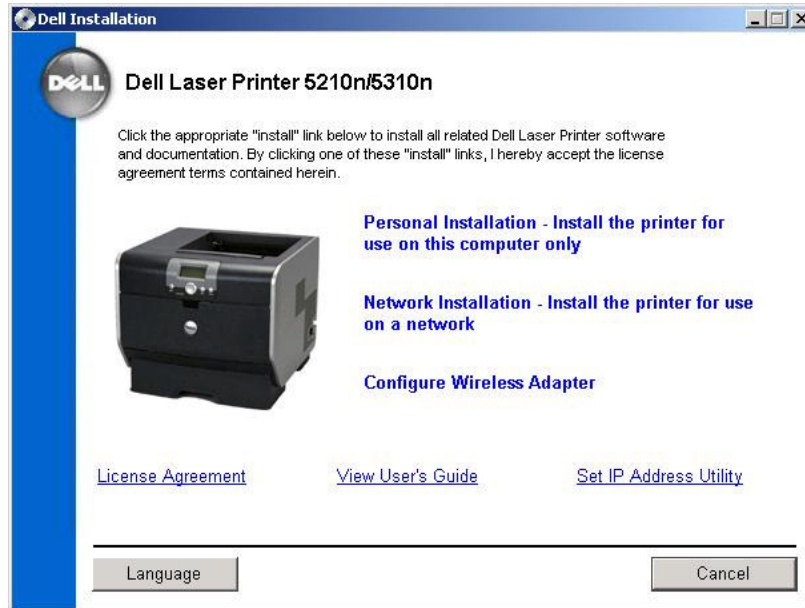 Dell Installation
DELL
Dell Laser Printer 5210n/5310n
Click the appropriate "install" link below to install all related Dell Laser Printer software
and documentation. By clicking one of these "install" links, I hereby accept the license
agreement terms contained herein.
Personal Installation - Install the printer for
use on this computer only
Network Installation - Install the printer for use
on a network
Configure Wireless Adapter
License Agreement
View User's Guide
Set IP Address Utility
Language
Cancel